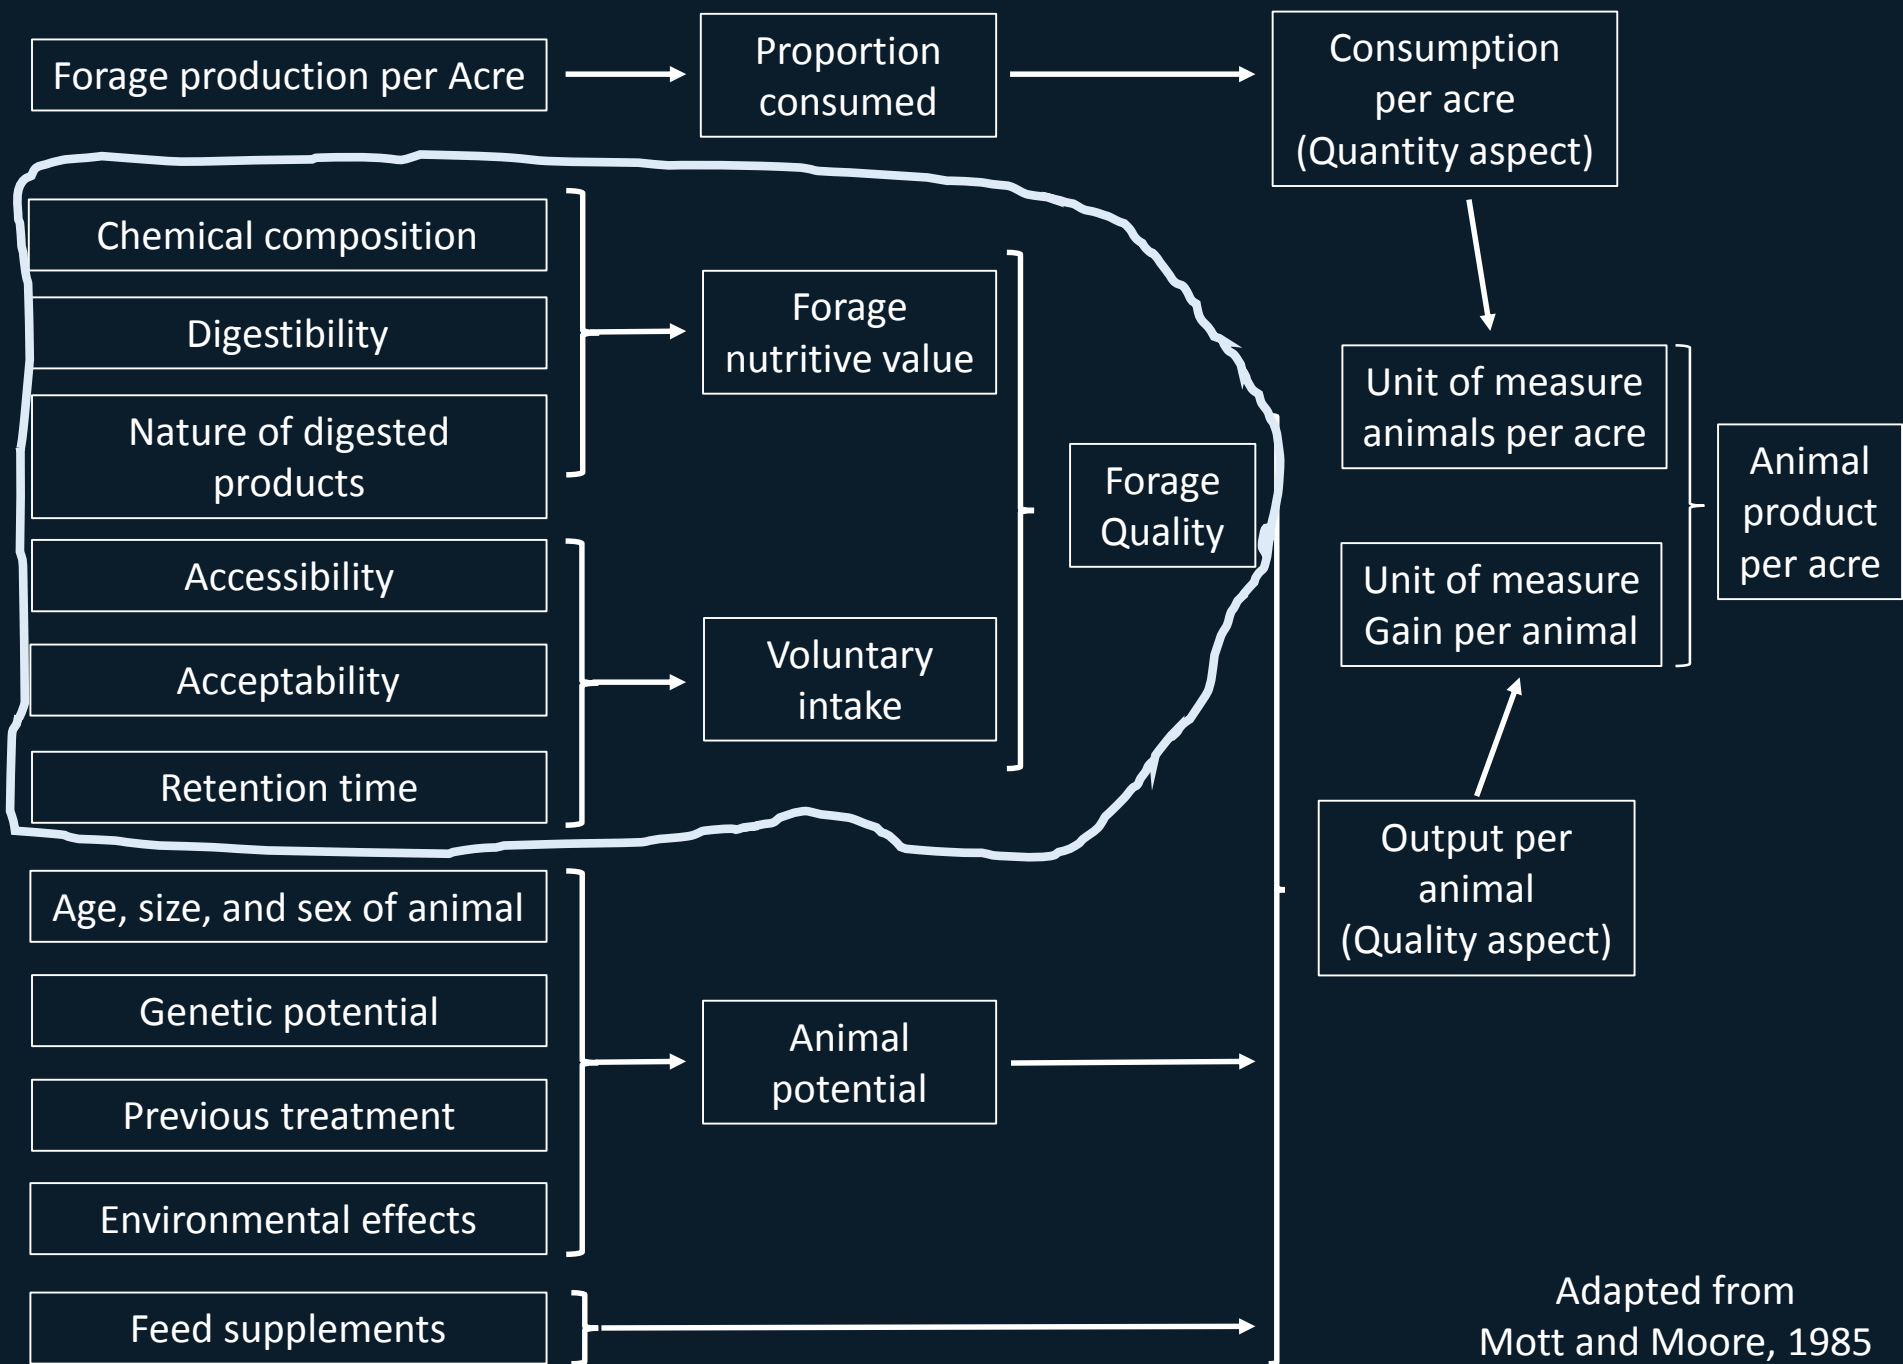 Forage production per Acre
Proportion
consumed
Consumption
per acre
(Quantity aspect)
Chemical composition
Digestibility
Nature of digested
products
Forage
nutritive value
Accessibility
Acceptability
Retention time
Voluntary
intake
Forage
Quality
Unit of measure
animals per acre
Unit of measure
Gain per animal
Animal
product
per acre
Output per
animal
(Quality aspect)
Age, size, and sex of animal
Genetic potential
Previous treatment
Environmental effects
Animal
potential
Feed supplements
Adapted from
Mott and Moore, 1985